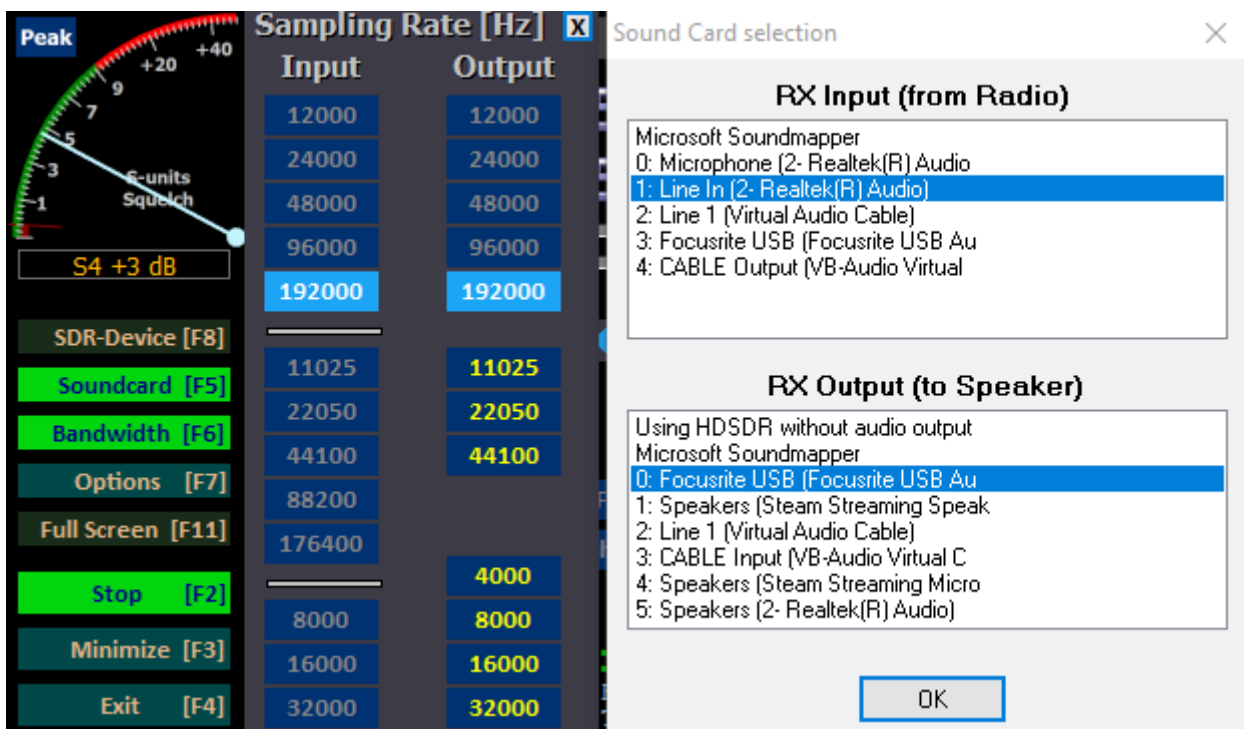 Peak
+40
+20
9
7
5
3
1
S-units
Squelch
S4 +3 dB
SDR-Device [F8]
Soundcard [F5]
Bandwidth [F6]
Options [F7]
Full Screen [F11]
Stop [F2]
Minimize [F3]
Exit [F4]
Sampling Rate [Hz] X
Input Output
12000 12000
24000 24000
48000 48000
96000 96000
192000 192000
11025 11025
22050 22050
44100 44100
88200
176400
4000
8000 8000
16000 16000
32000 32000
Sound Card selection
RX Input (from Radio)
Microsoft Soundmapper
0: Microphone (2- Realtek(R) Audio
1: Line In (2- Realtek(R) Audio)
2: Line 1 (Virtual Audio Cable)
3: Focusrite USB (Focusrite USB Au
4: CABLE Output (VB-Audio Virtual
RX Output (to Speaker)
Using HDSDR without audio output
Microsoft Soundmapper
0: Focusrite USB (Focusrite USB Au
1: Speakers (Steam Streaming Speak
2: Line 1 (Virtual Audio Cable)
3: CABLE Input (VB-Audio Virtual C
4: Speakers (Steam Streaming Micro
5: Speakers (2- Realtek(R) Audio)
OK